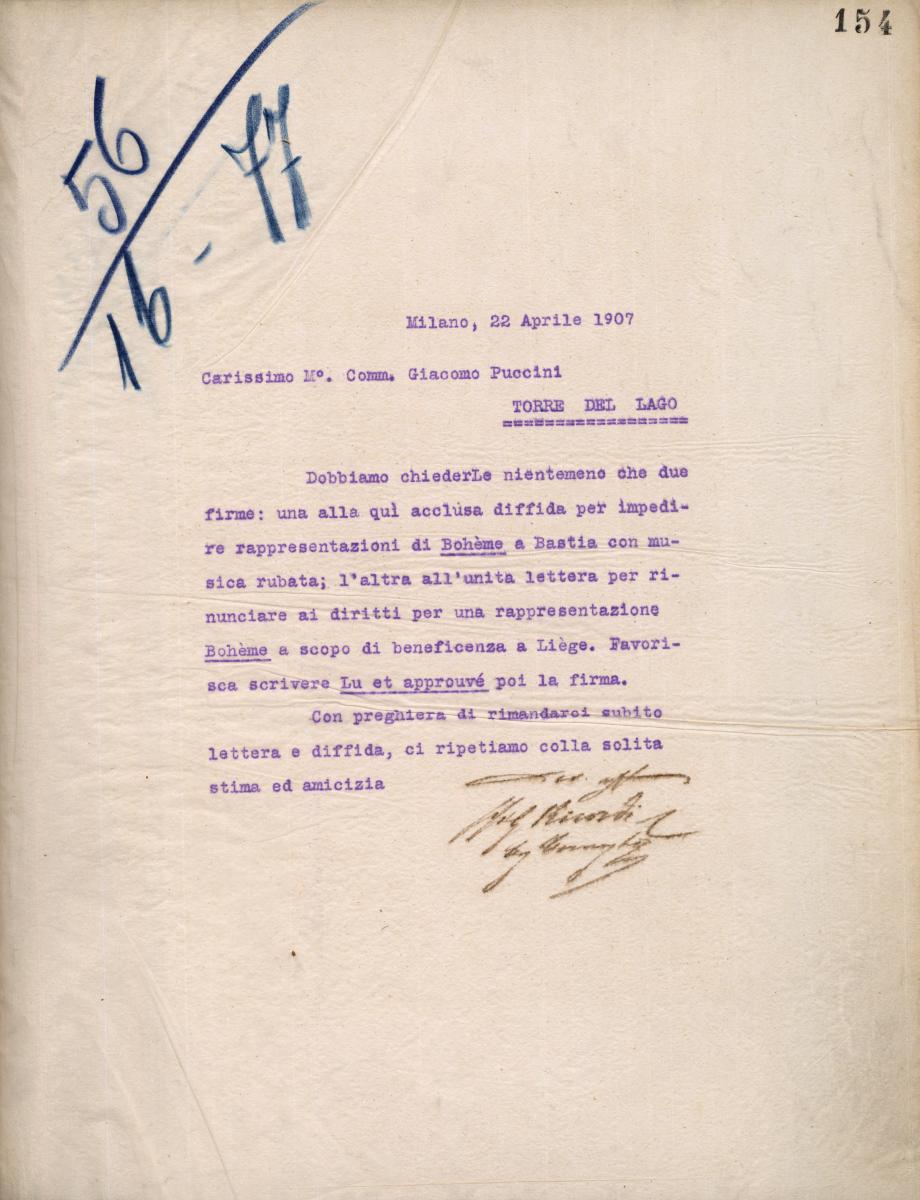 154
56
16 - 77
Milano, 22 Aprile 1907
Carissimo Mº. Comm. Giacomo Puccini
TORRE DEL LAGO
Dobbiamo chiederLe nientemeno che due
firme: una alla quì acclusa diffida per impedi-
re rappresentazioni di Bohème a Bastia con mu-
sica rubata; l'altra all'unita lettera per ri-
nunciare ai diritti per una rappresentazione
Bohème a scopo di beneficenza a Liège. Favori-
sca scrivere Lu et approuvé poi la firma.
Con preghiera di rimandarci subito
lettera e diffida, ci ripetiamo colla solita
stima ed amicizia
Ricordi